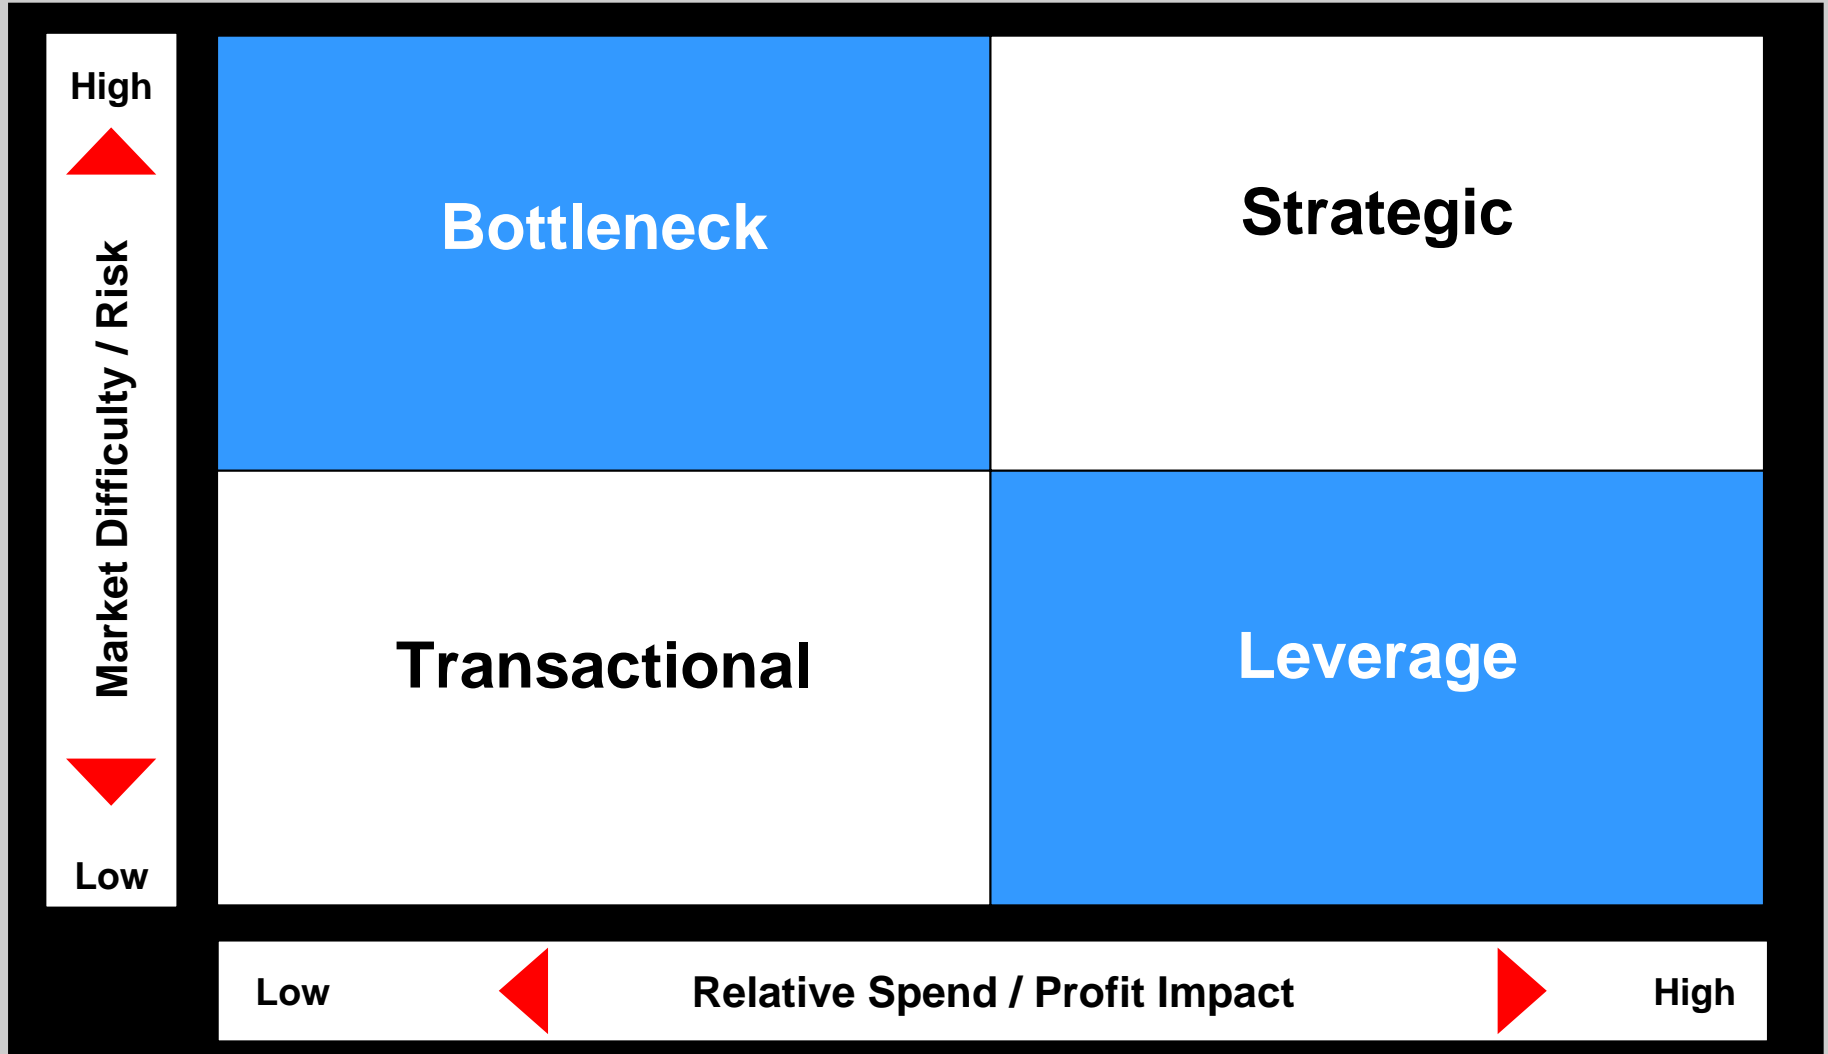 High
Market Difficulty / Risk
Low
Bottleneck
Strategic
Transactional
Leverage
Low
Relative Spend / Profit Impact
High